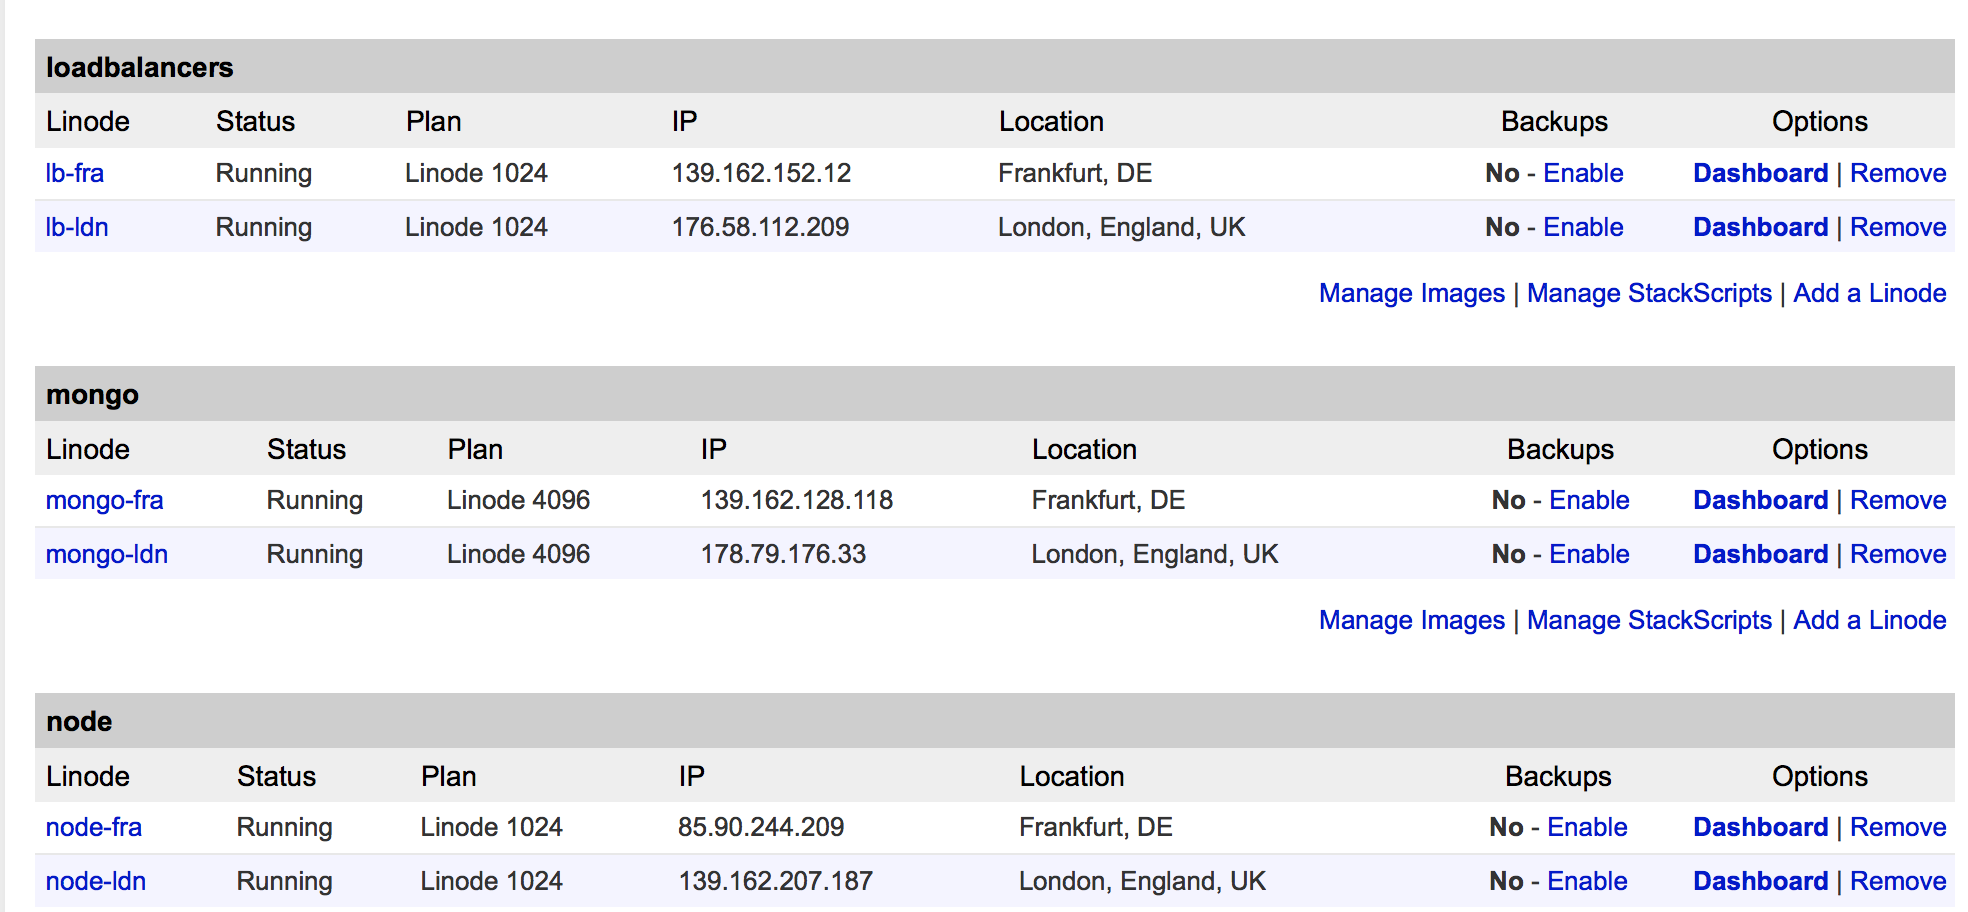 loadbalancers
Linode Status Plan IP Location Backups Options
lb-fra Running Linode 1024 139.162.152.12 Frankfurt, DE No - Enable Dashboard | Remove
lb-ldn Running Linode 1024 176.58.112.209 London, England, UK No - Enable Dashboard | Remove
Manage Images | Manage StackScripts | Add a Linode
mongo
Linode Status Plan IP Location Backups Options
mongo-fra Running Linode 4096 139.162.128.118 Frankfurt, DE No - Enable Dashboard | Remove
mongo-ldn Running Linode 4096 178.79.176.33 London, England, UK No - Enable Dashboard | Remove
Manage Images | Manage StackScripts | Add a Linode
node
Linode Status Plan IP Location Backups Options
node-fra Running Linode 1024 85.90.244.209 Frankfurt, DE No - Enable Dashboard | Remove
node-ldn Running Linode 1024 139.162.207.187 London, England, UK No - Enable Dashboard | Remove